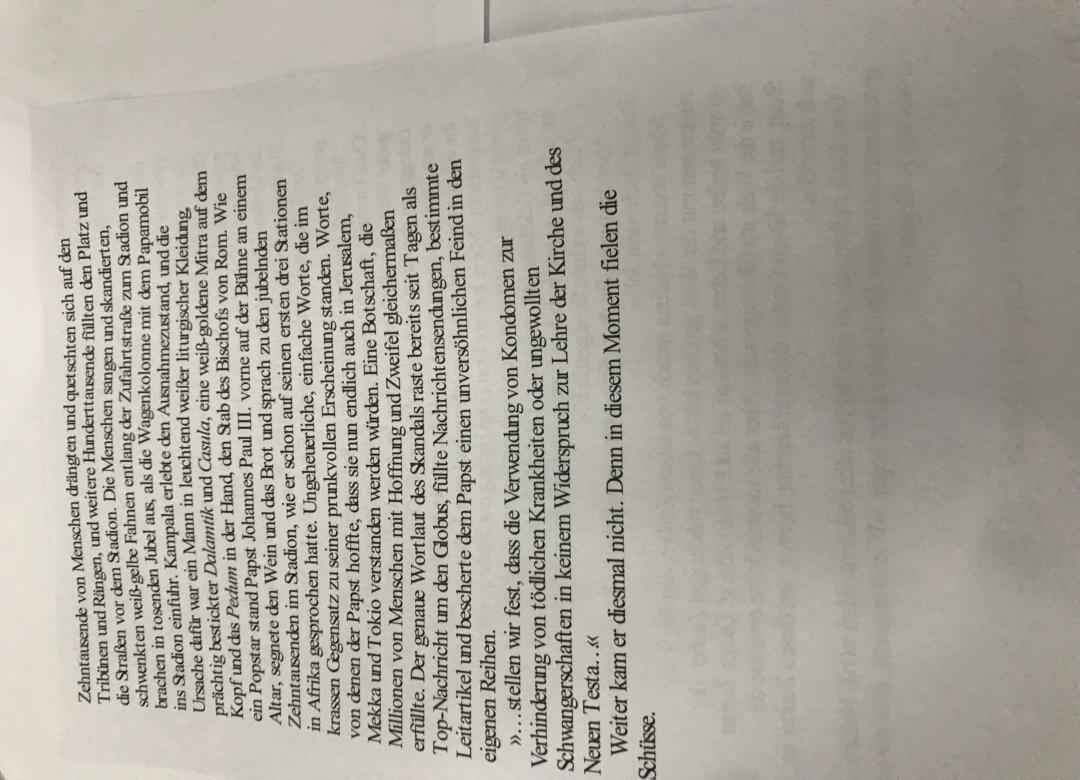 Zehntausende von Menschen drängten und quetschten sich auf den
Tribünen und Rängen, und weitere Hunderttausende füllten den Platz und
die Straßen vor dem Stadion. Die Menschen sangen und skandierten,
schwenkten weiß-gelbe Fahnen entlang der Zufahrtstraße zum Stadion und
brachen in tosenden Jubel aus, als die Wagenkolonne mit dem Papamobil
ins Stadion einfuhr. Kampala erlebte den Ausnahmezustand, und die
Ursache dafür war ein Mann in leuchtend weißer liturgischer Kleidung,
prächtig bestickter Dalamtik und Casula, eine weiß-goldene Mitra auf dem
Kopf und das Pedum in der Hand, den Stab des Bischofs von Rom. Wie
ein Popstar stand Papst Johannes Paul III. vorne auf der Bühne an einem
Altar, segnete den Wein und das Brot und sprach zu den jubelnden
Zehntausenden im Stadion, wie er schon auf seinen ersten drei Stationen
in Afrika gesprochen hatte. Ungeheuerliche, einfache Worte, die im
krassen Gegensatz zu seiner prunkvollen Erscheinung standen. Worte,
von denen der Papst hoffte, dass sie nun endlich auch in Jerusalem,
Mekka und Tokio verstanden werden würden. Eine Botschaft, die
Millionen von Menschen mit Hoffnung und Zweifel gleichermaßen
erfüllte. Der genaue Wortlaut des Skandals raste bereits seit Tagen als
Top-Nachricht um den Globus, füllte Nachrichtensendungen, bestimmte
Leitartikel und bescherte dem Papst einen unversöhnlichen Feind in den
eigenen Reihen.
»…stellen wir fest, dass die Verwendung von Kondomen zur
Verhinderung von tödlichen Krankheiten oder ungewollten
Schwangerschaften in keinem Widerspruch zur Lehre der Kirche und des
Neuen Testa…«
Weiter kam er diesmal nicht. Denn in diesem Moment fielen die
Schüsse.